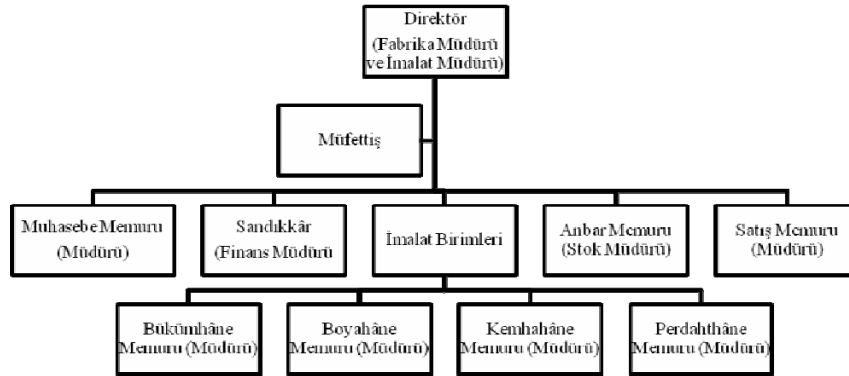 Direktör
(Fabrika Müdürü
ve İmalat Müdürü)
Müfettiş
Muhasebe Memuru
(Müdürü)
Sandıkkâr
(Finans Müdürü
İmalat Birimleri
Anbar Memuru
(Stok Müdürü)
Satış Memuru
(Müdürü)
Bükümhâne
Memuru (Müdürü)
Boyahâne
Memuru (Müdürü)
Kemhahâne
Memuru (Müdürü)
Perdahthâne
Memuru (Müdürü)